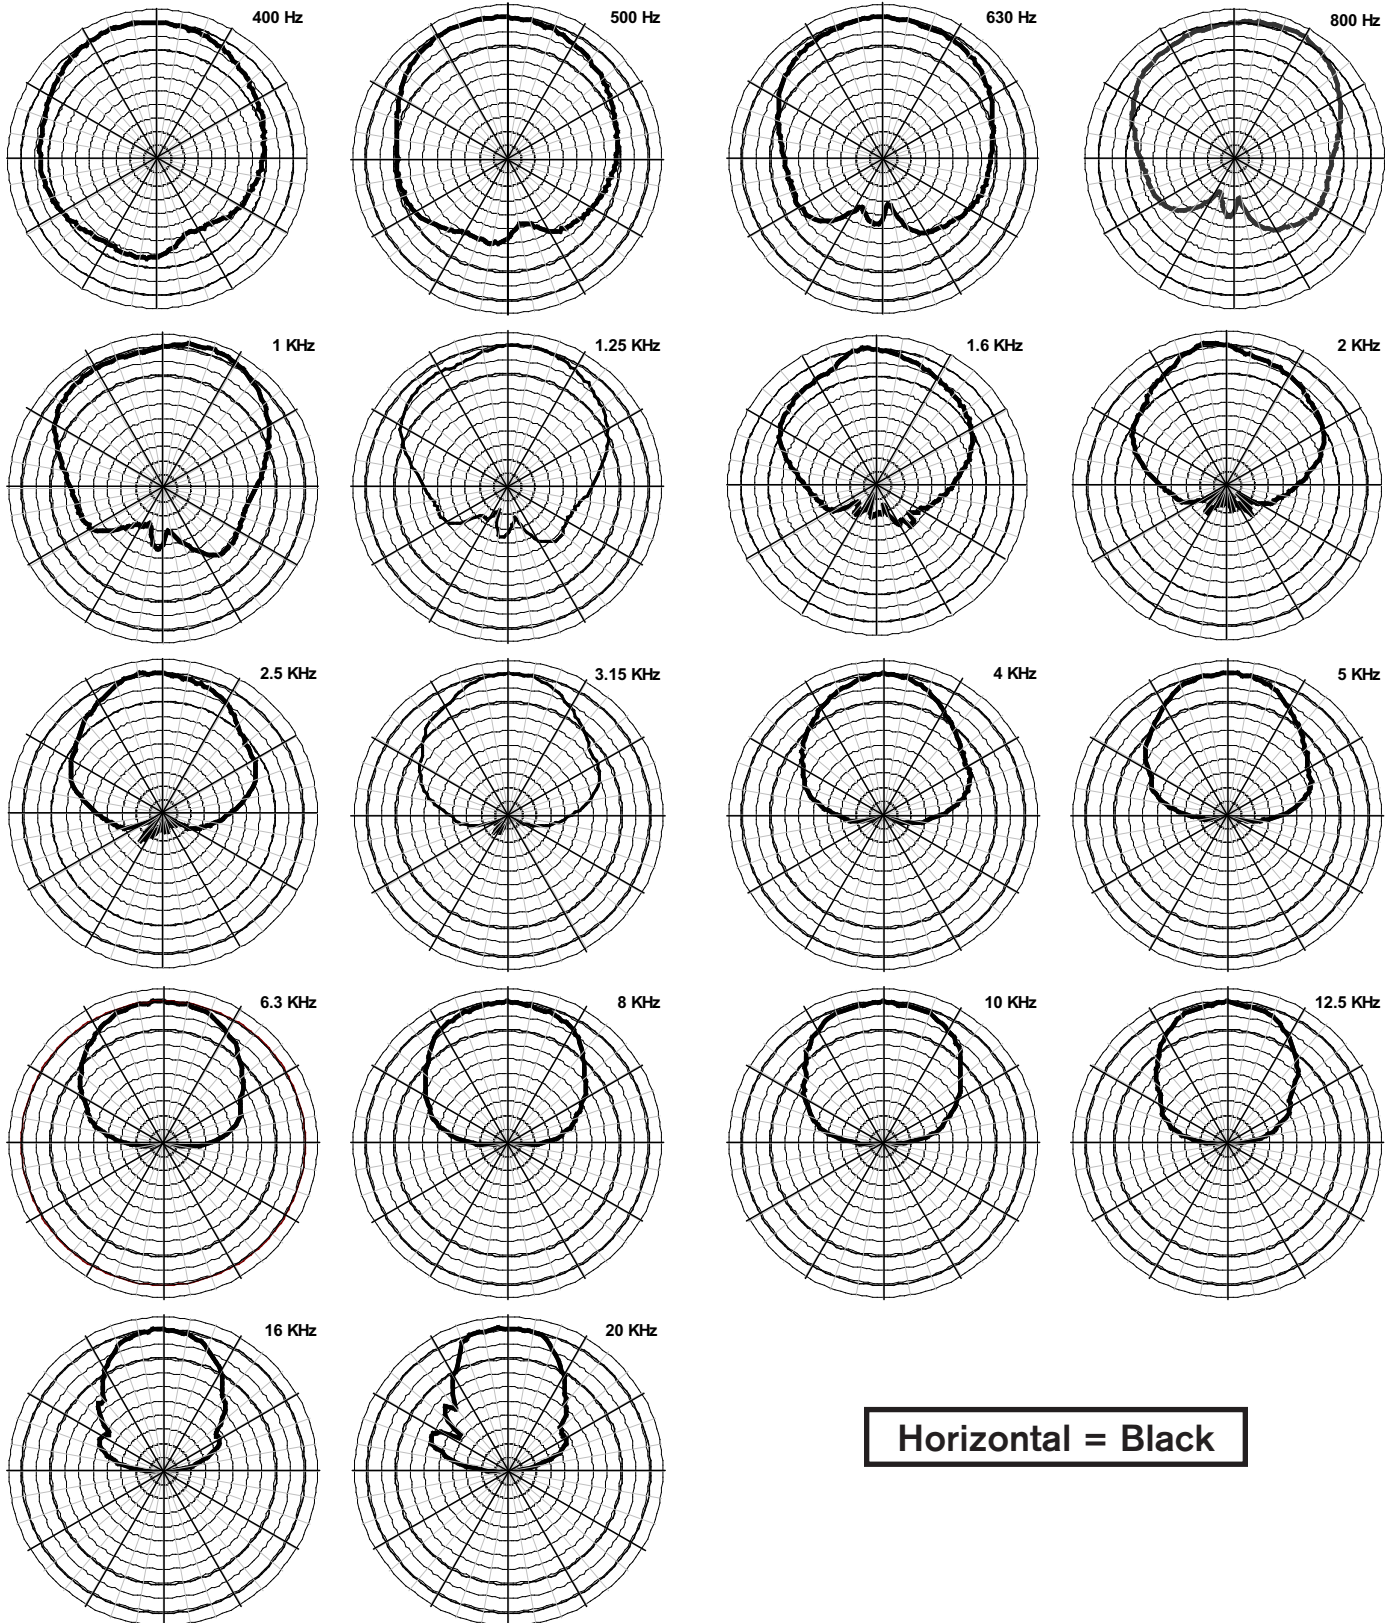 400 Hz
500 Hz
630 Hz
800 Hz
1 KHz
1.25 KHz
1.6 KHz
2 KHz
2.5 KHz
3.15 KHz
4 KHz
5 KHz
6.3 KHz
8 KHz
10 KHz
12.5 KHz
16 KHz
20 KHz
Horizontal = Black